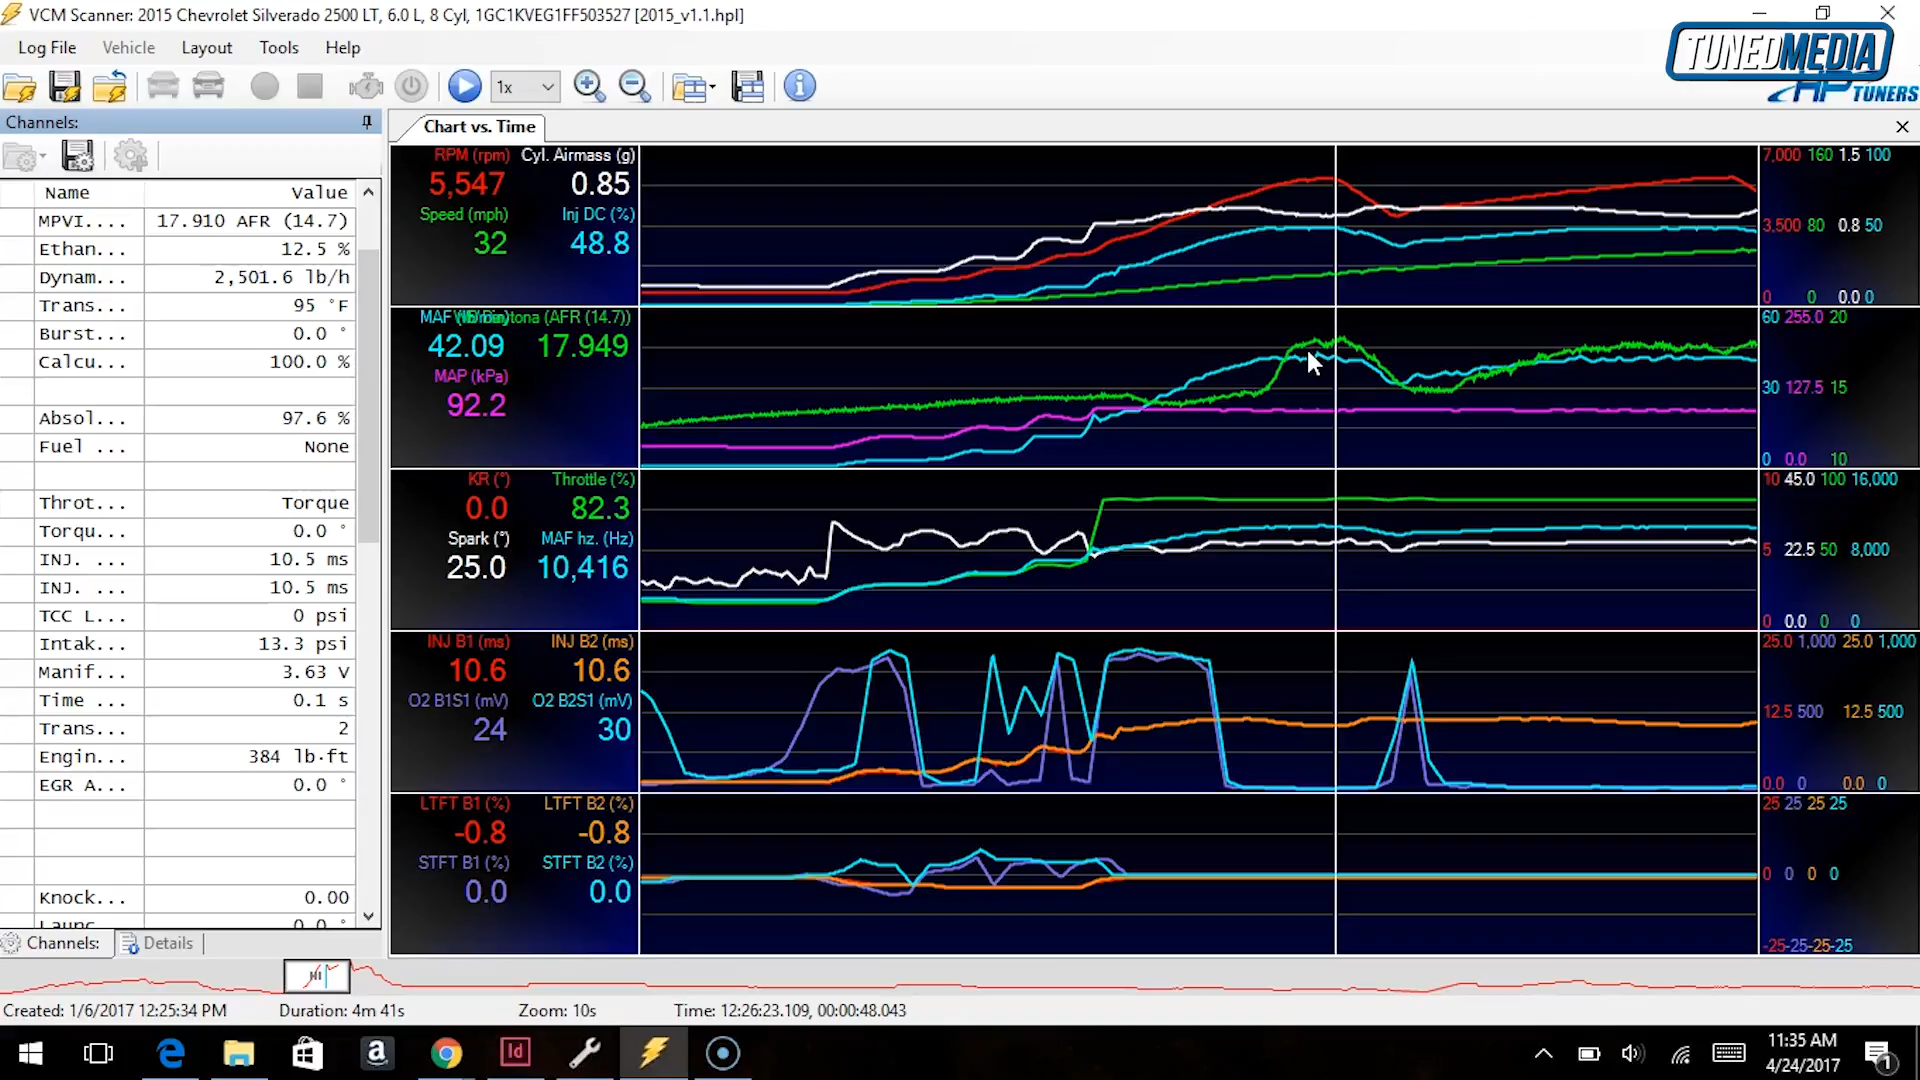 VCM Scanner: 2015 Chevrolet Silverado 2500 LT, 6.0 L, 8 Cyl, 1GC1KVEG1FF503527 [2015_v1.1.hpl]
TUNEDMEDIA
HP TUNERS
Log File Vehicle Layout Tools Help
1x
Channels:
Chart vs. Time
Name Value
MPVI.... 17.910 AFR (14.7)
Ethan... 12.5 %
Dynam... 2,501.6 lb/h
Trans... 95 °F
Burst... 0.0 °
Calcu... 100.0 %
Absol... 97.6 %
Fuel ... None
Throt... Torque
Torqu... 0.0 °
INJ. ... 10.5 ms
INJ. ... 10.5 ms
TCC L... 0 psi
Intak... 13.3 psi
Manif... 3.63 V
Time ... 0.1 s
Trans... 2
Engin... 384 lb·ft
EGR A... 0.0 °
Knock... 0.00
Launc... 0.0 °
Channels: Details
RPM (rpm) Cyl. Airmass (g)
5,547 0.85
Speed (mph) Inj DC (%)
32 48.8
7,000 160 1.5 100
3,500 80 0.8 50
0 0 0.0 0
MAF (AFR (14.7))
42.09 17.949
MAP (kPa)
92.2
60 255.0 20
30 127.5 15
0 0.0 10
KR (°) Throttle (%)
0.0 82.3
Spark (°) MAF hz. (Hz)
25.0 10,416
10 45.0 100 16,000
5 22.5 50 8,000
0 0.0 0 0
INJ B1 (ms) INJ B2 (ms)
10.6 10.6
O2 B1S1 (mV) O2 B2S1 (mV)
24 30
25.0 1,000 25.0 1,000
12.5 500 12.5 500
0.0 0 0.0 0
LTFT B1 (%) LTFT B2 (%)
-0.8 -0.8
STFT B1 (%) STFT B2 (%)
0.0 0.0
25 25 25 25
0 0 0 0
-25-25-25-25
Created: 1/6/2017 12:25:34 PM Duration: 4m 41s Zoom: 10s Time: 12:26:23.109, 00:00:48.043
a
Id
11:35 AM
4/24/2017
1